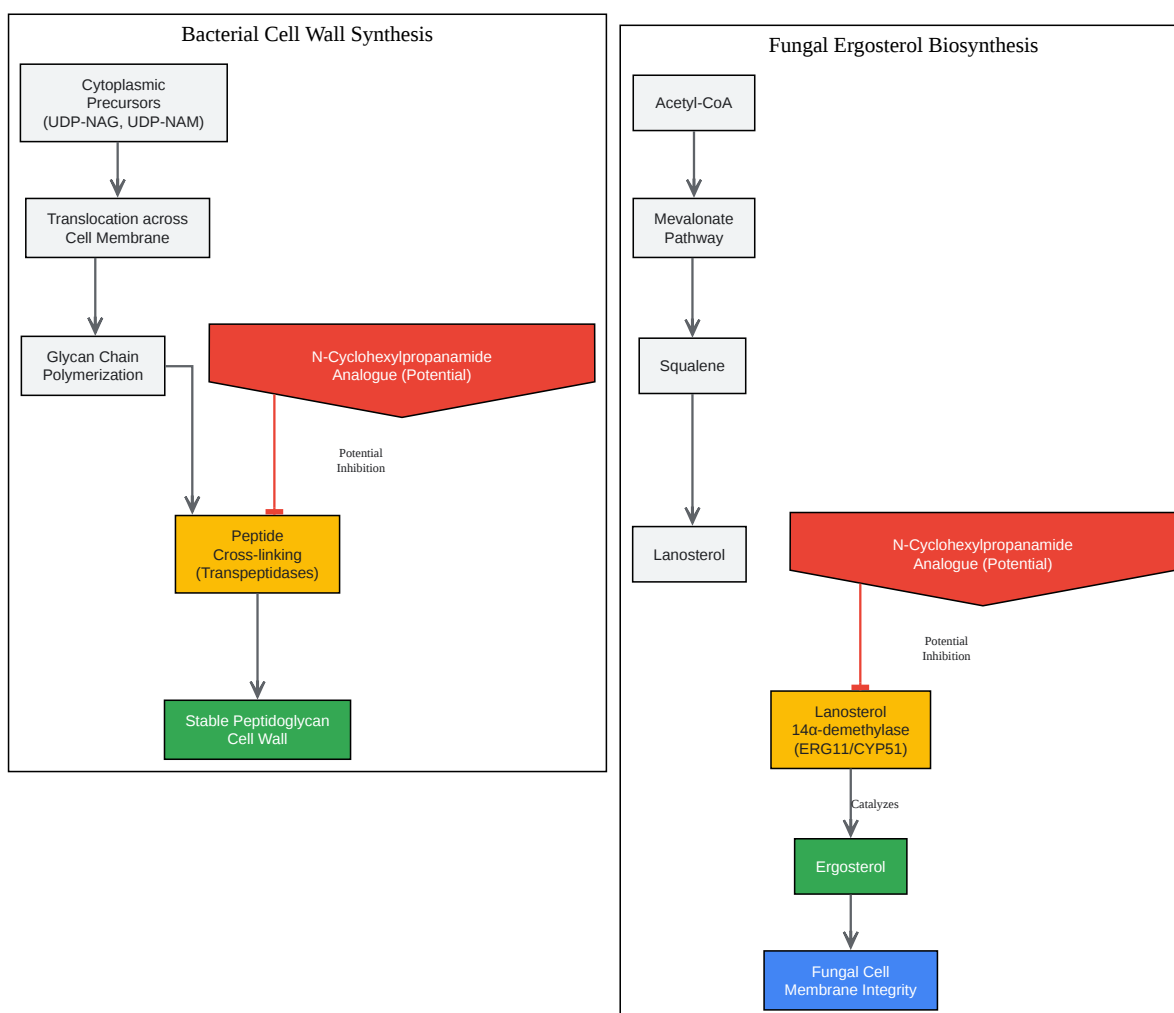 Bacterial Cell Wall Synthesis
Cytoplasmic
Precursors
(UDP-NAG, UDP-NAM)
Translocation across
Cell Membrane
Glycan Chain
Polymerization
N-Cyclohexylpropanamide
Analogue (Potential)
Potential
Inhibition
Peptide
Cross-linking
(Transpeptidases)
Stable Peptidoglycan
Cell Wall
Fungal Ergosterol Biosynthesis
Acetyl-CoA
Mevalonate
Pathway
Squalene
Lanosterol
N-Cyclohexylpropanamide
Analogue (Potential)
Potential
Inhibition
Lanosterol
14α-demethylase
(ERG11/CYP51)
Catalyzes
Ergosterol
Fungal Cell
Membrane Integrity